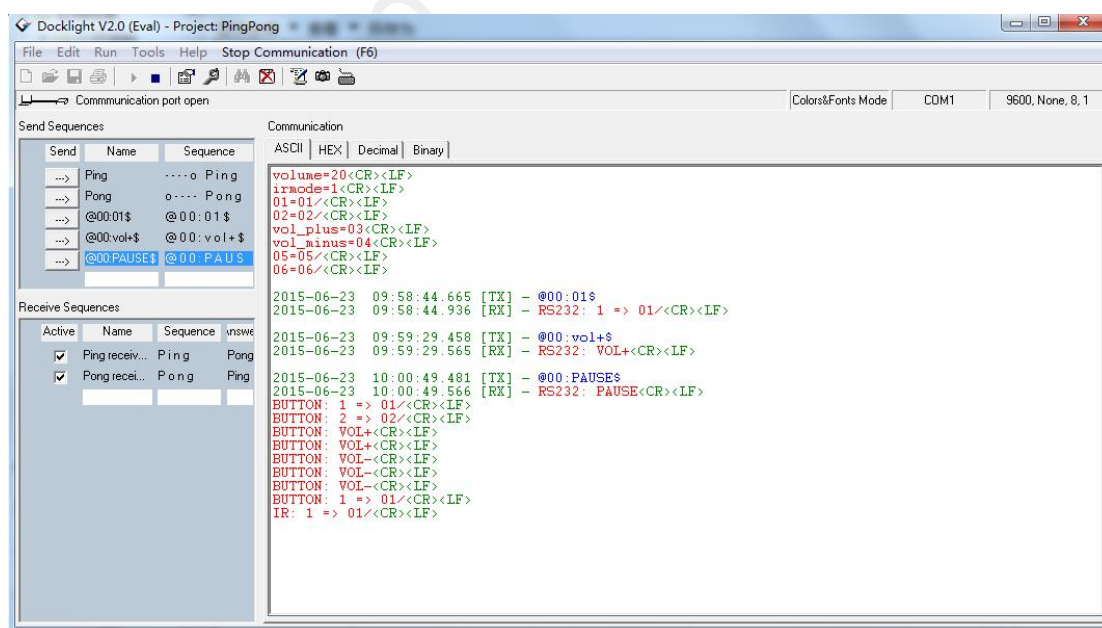 Docklight V2.0 (Eval) - Project: PingPong
File Edit Run Tools Help Stop Communication (F6)
Commmunication port open Colors&Fonts Mode COM1 9600, None, 8, 1
Send Sequences
Send Name Sequence
---> Ping ----o Ping
---> Pong o---- Pong
---> @00:01$ @00:01$
---> @00:vol+$ @00:vol+$
---> @00:PAUSE$ @00:PAUS
Receive Sequences
Active Name Sequence Answe
Ping receiv... Ping Pong
Pong recei... Pong Ping
Communication
ASCII HEX Decimal Binary
volume=20<CR><LF>
irmode=1<CR><LF>
01=01/<CR><LF>
02=02/<CR><LF>
vol_plus=03<CR><LF>
vol_minus=04<CR><LF>
05=05/<CR><LF>
06=06/<CR><LF>
2015-06-23 09:58:44.665 [TX] - @00:01$
2015-06-23 09:58:44.936 [RX] - RS232: 1 => 01/<CR><LF>
2015-06-23 09:59:29.458 [TX] - @00:vol+$
2015-06-23 09:59:29.565 [RX] - RS232: VOL+<CR><LF>
2015-06-23 10:00:49.481 [TX] - @00:PAUSE$
2015-06-23 10:00:49.566 [RX] - RS232: PAUSE<CR><LF>
BUTTON: 1 => 01/<CR><LF>
BUTTON: 2 => 02/<CR><LF>
BUTTON: VOL+<CR><LF>
BUTTON: VOL+<CR><LF>
BUTTON: VOL-<CR><LF>
BUTTON: VOL-<CR><LF>
BUTTON: VOL-<CR><LF>
BUTTON: 1 => 01/<CR><LF>
IR: 1 => 01/<CR><LF>